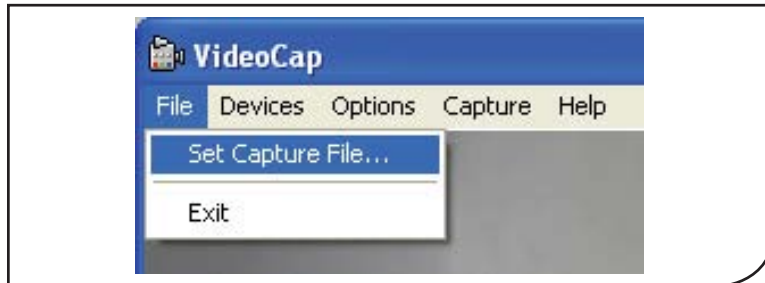 VideoCap
File Devices Options Capture Help
Set Capture File...
Exit